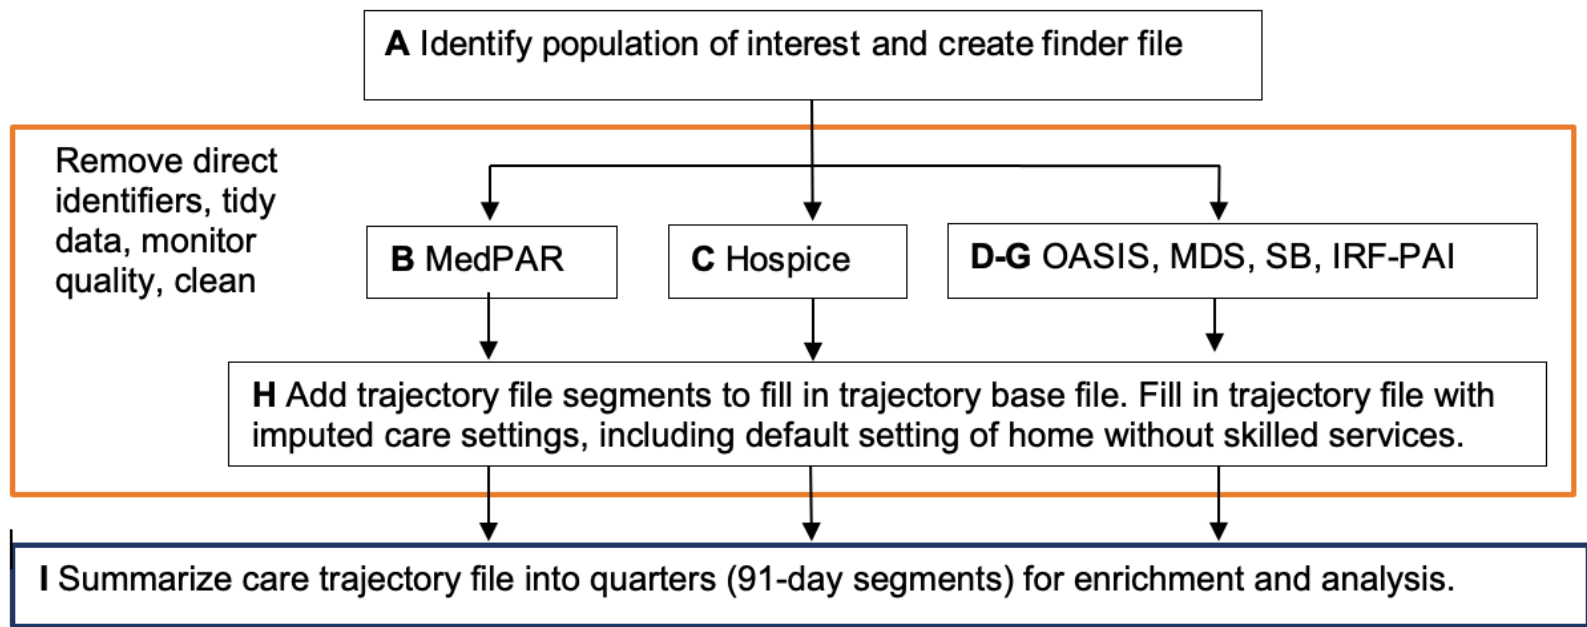 A Identify population of interest and create finder file
Remove direct
identifiers, tidy
data, monitor
quality, clean
B MedPAR
C Hospice
D-G OASIS, MDS, SB, IRF-PAI
H Add trajectory file segments to fill in trajectory base file. Fill in trajectory file with
imputed care settings, including default setting of home without skilled services.
I Summarize care trajectory file into quarters (91-day segments) for enrichment and analysis.